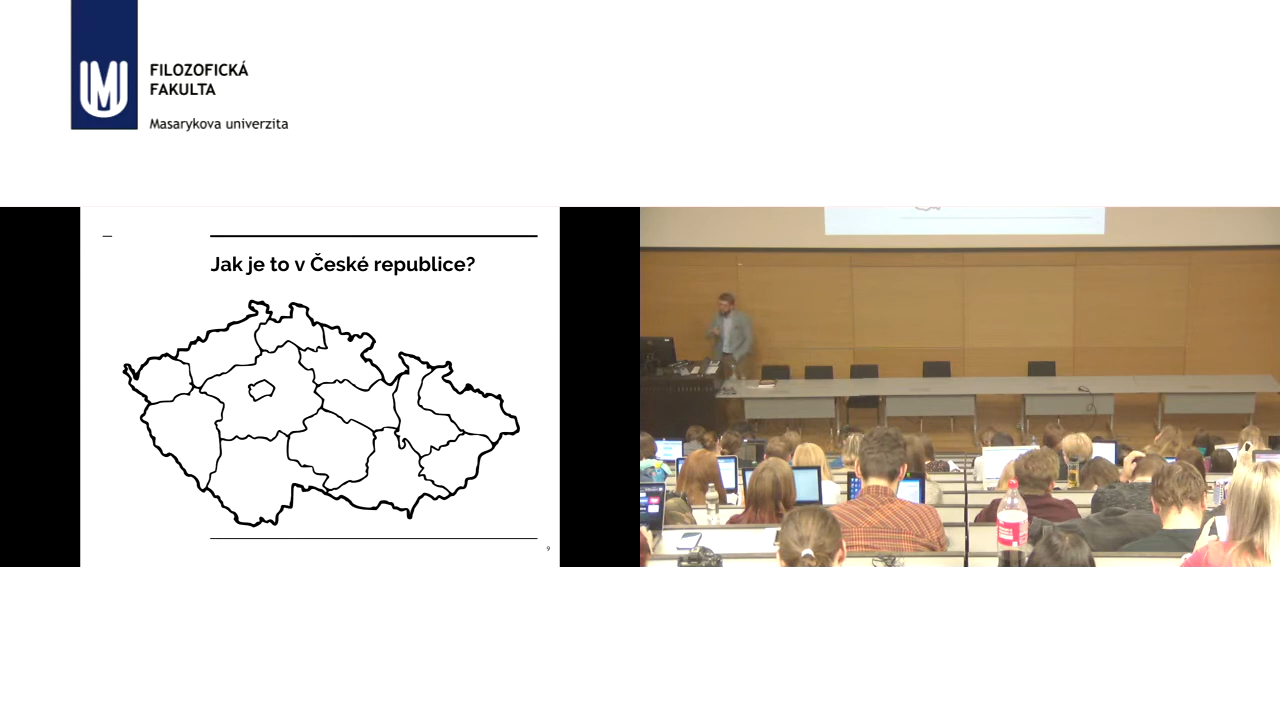 FILOZOFICKÁ
FAKULTA
Masarykova univerzita
Jak je to v České republice?
9